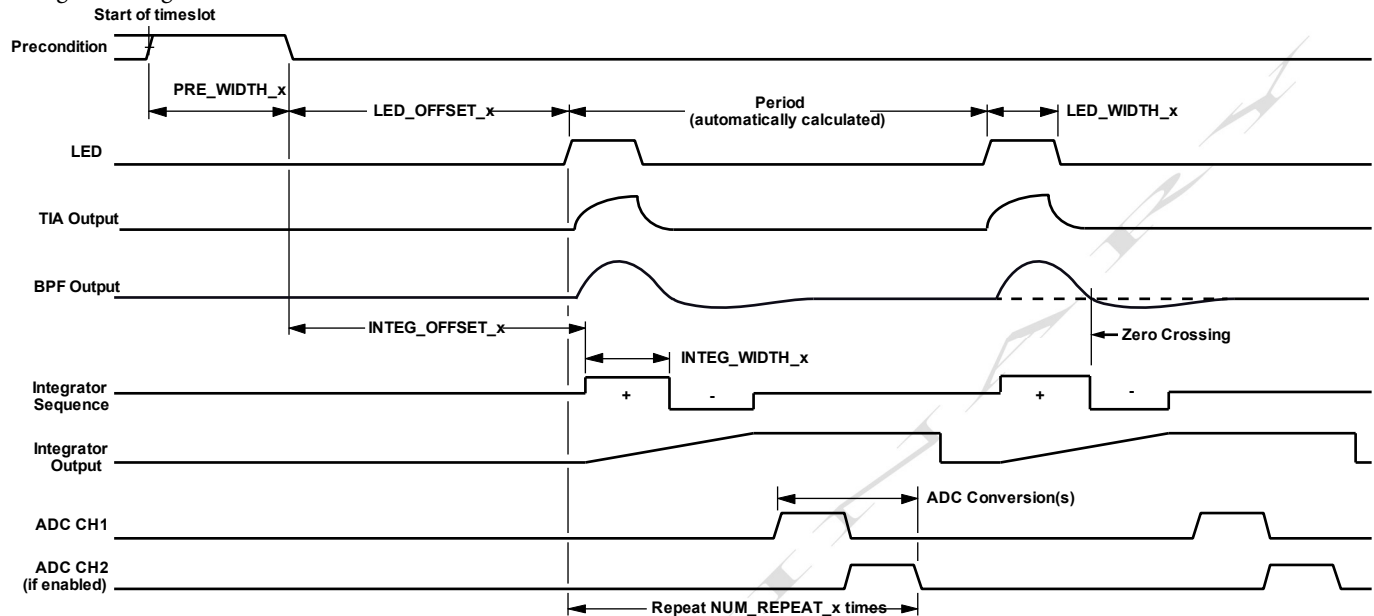 Start of timeslot
Precondition
PRE_WIDTH_x
LED_OFFSET_x
Period
(automatically calculated)
LED_WIDTH_x
LED
TIA Output
BPF Output
INTEG_OFFSET_x
Zero Crossing
INTEG_WIDTH_x
Integrator
Sequence
+
-
+
-
Integrator
Output
ADC Conversion(s)
ADC CH1
ADC CH2
(if enabled)
Repeat NUM_REPEAT_x times